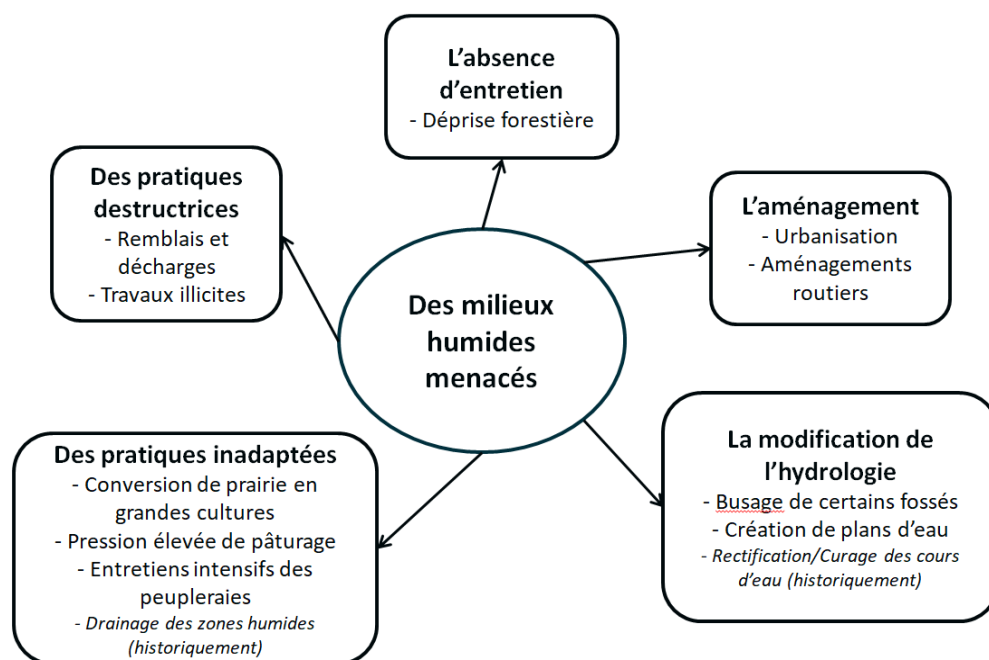 L'absence
d'entretien
- Déprise forestière
Des pratiques
destructrices
- Remblais et
décharges
- Travaux illicites
L'aménagement
- Urbanisation
- Aménagements
routiers
Des milieux
humides
menacés
Des pratiques inadaptées
- Conversion de prairie en
grandes cultures
- Pression élevée de pâturage
- Entretiens intensifs des
peupleraies
- Drainage des zones humides
(historiquement)
La modification de
l'hydrologie
- Busage de certains fossés
- Création de plans d'eau
- Rectification/Curage des cours
d'eau (historiquement)